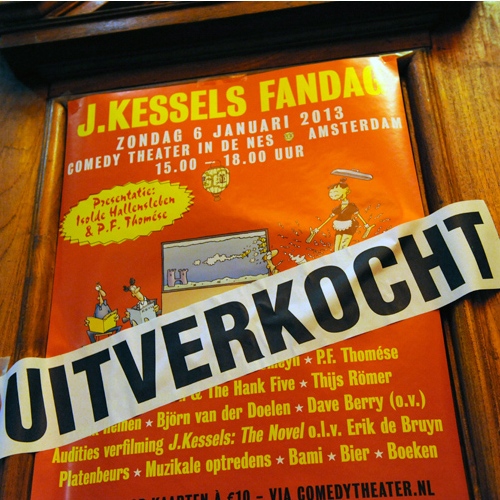 J.KESSELS FANDAG
ZONDAG 6 JANUARI 2013
COMEDY THEATER IN DE NES @ AMSTERDAM
15.00 – 18.00 UUR
Presentatie:
Isolde Hallensleben
& P.F. Thomése
UITVERKOCHT
★ P.F. Thomése
& The Hank Five ★ Thijs Römer
★ Björn van der Doelen ★ Dave Berry (o.v.)
Audities verfilming J.Kessels: The Novel o.l.v. Erik de Bruyn
Platenbeurs ★ Muzikale optredens ★ Bami ★ Bier ★ Boeken
KAARTEN À €10 – VIA COMEDYTHEATER.NL